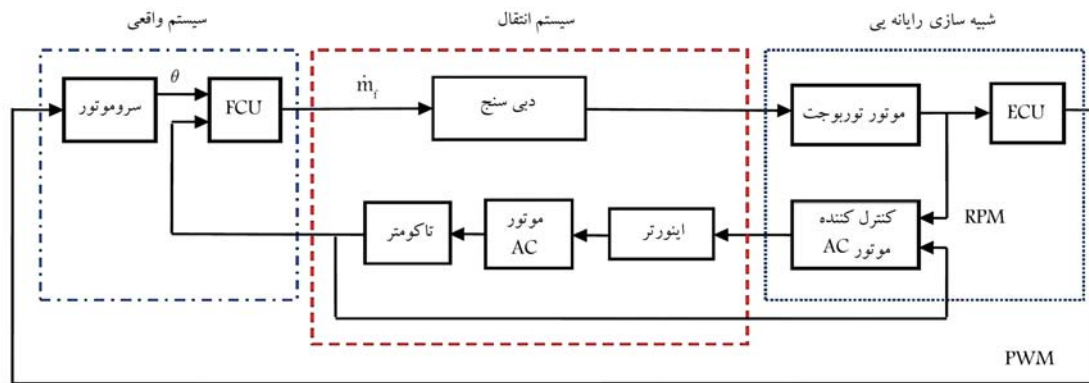 شبیه سازی رایانه یی
سیستم انتقال
سیستم واقعی
سروموتور
θ
FCU
ṁf
دبی سنج
موتور توربوجت
ECU
تاکومتر
موتور
AC
اینورتر
کنترل کننده
موتور AC
RPM
PWM